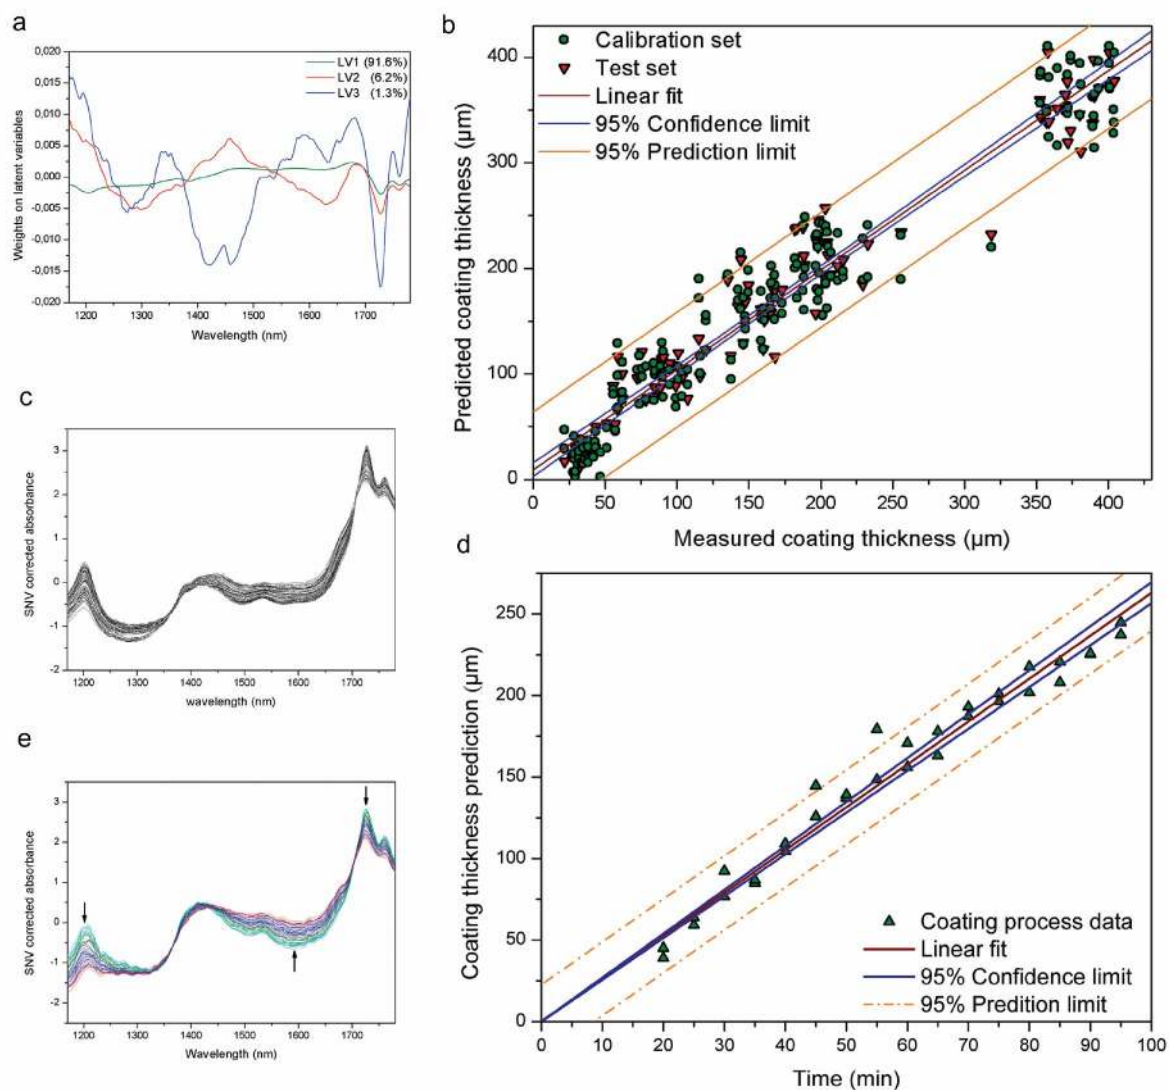 a
0,020
0,015
0,010
0,005
0,000
-0,005
-0,010
-0,015
-0,020
Weights on latent variables
LV1 (91.6%)
LV2 (6.2%)
LV3 (1.3%)
1200 1300 1400 1500 1600 1700
Wavelength (nm)
b
400
300
200
100
0
Predicted coating thickness (µm)
Calibration set
Test set
Linear fit
95% Confidence limit
95% Prediction limit
0 50 100 150 200 250 300 350 400
Measured coating thickness (µm)
c
3
2
1
0
-1
-2
SNV corrected absorbance
1200 1300 1400 1500 1600 1700
wavelength (nm)
d
250
200
150
100
50
0
Coating thickness prediction (µm)
Coating process data
Linear fit
95% Confidence limit
95% Predition limit
0 10 20 30 40 50 60 70 80 90 100
Time (min)
e
3
2
1
0
-1
-2
SNV corrected absorbance
1200 1300 1400 1500 1600 1700
Wavelength (nm)